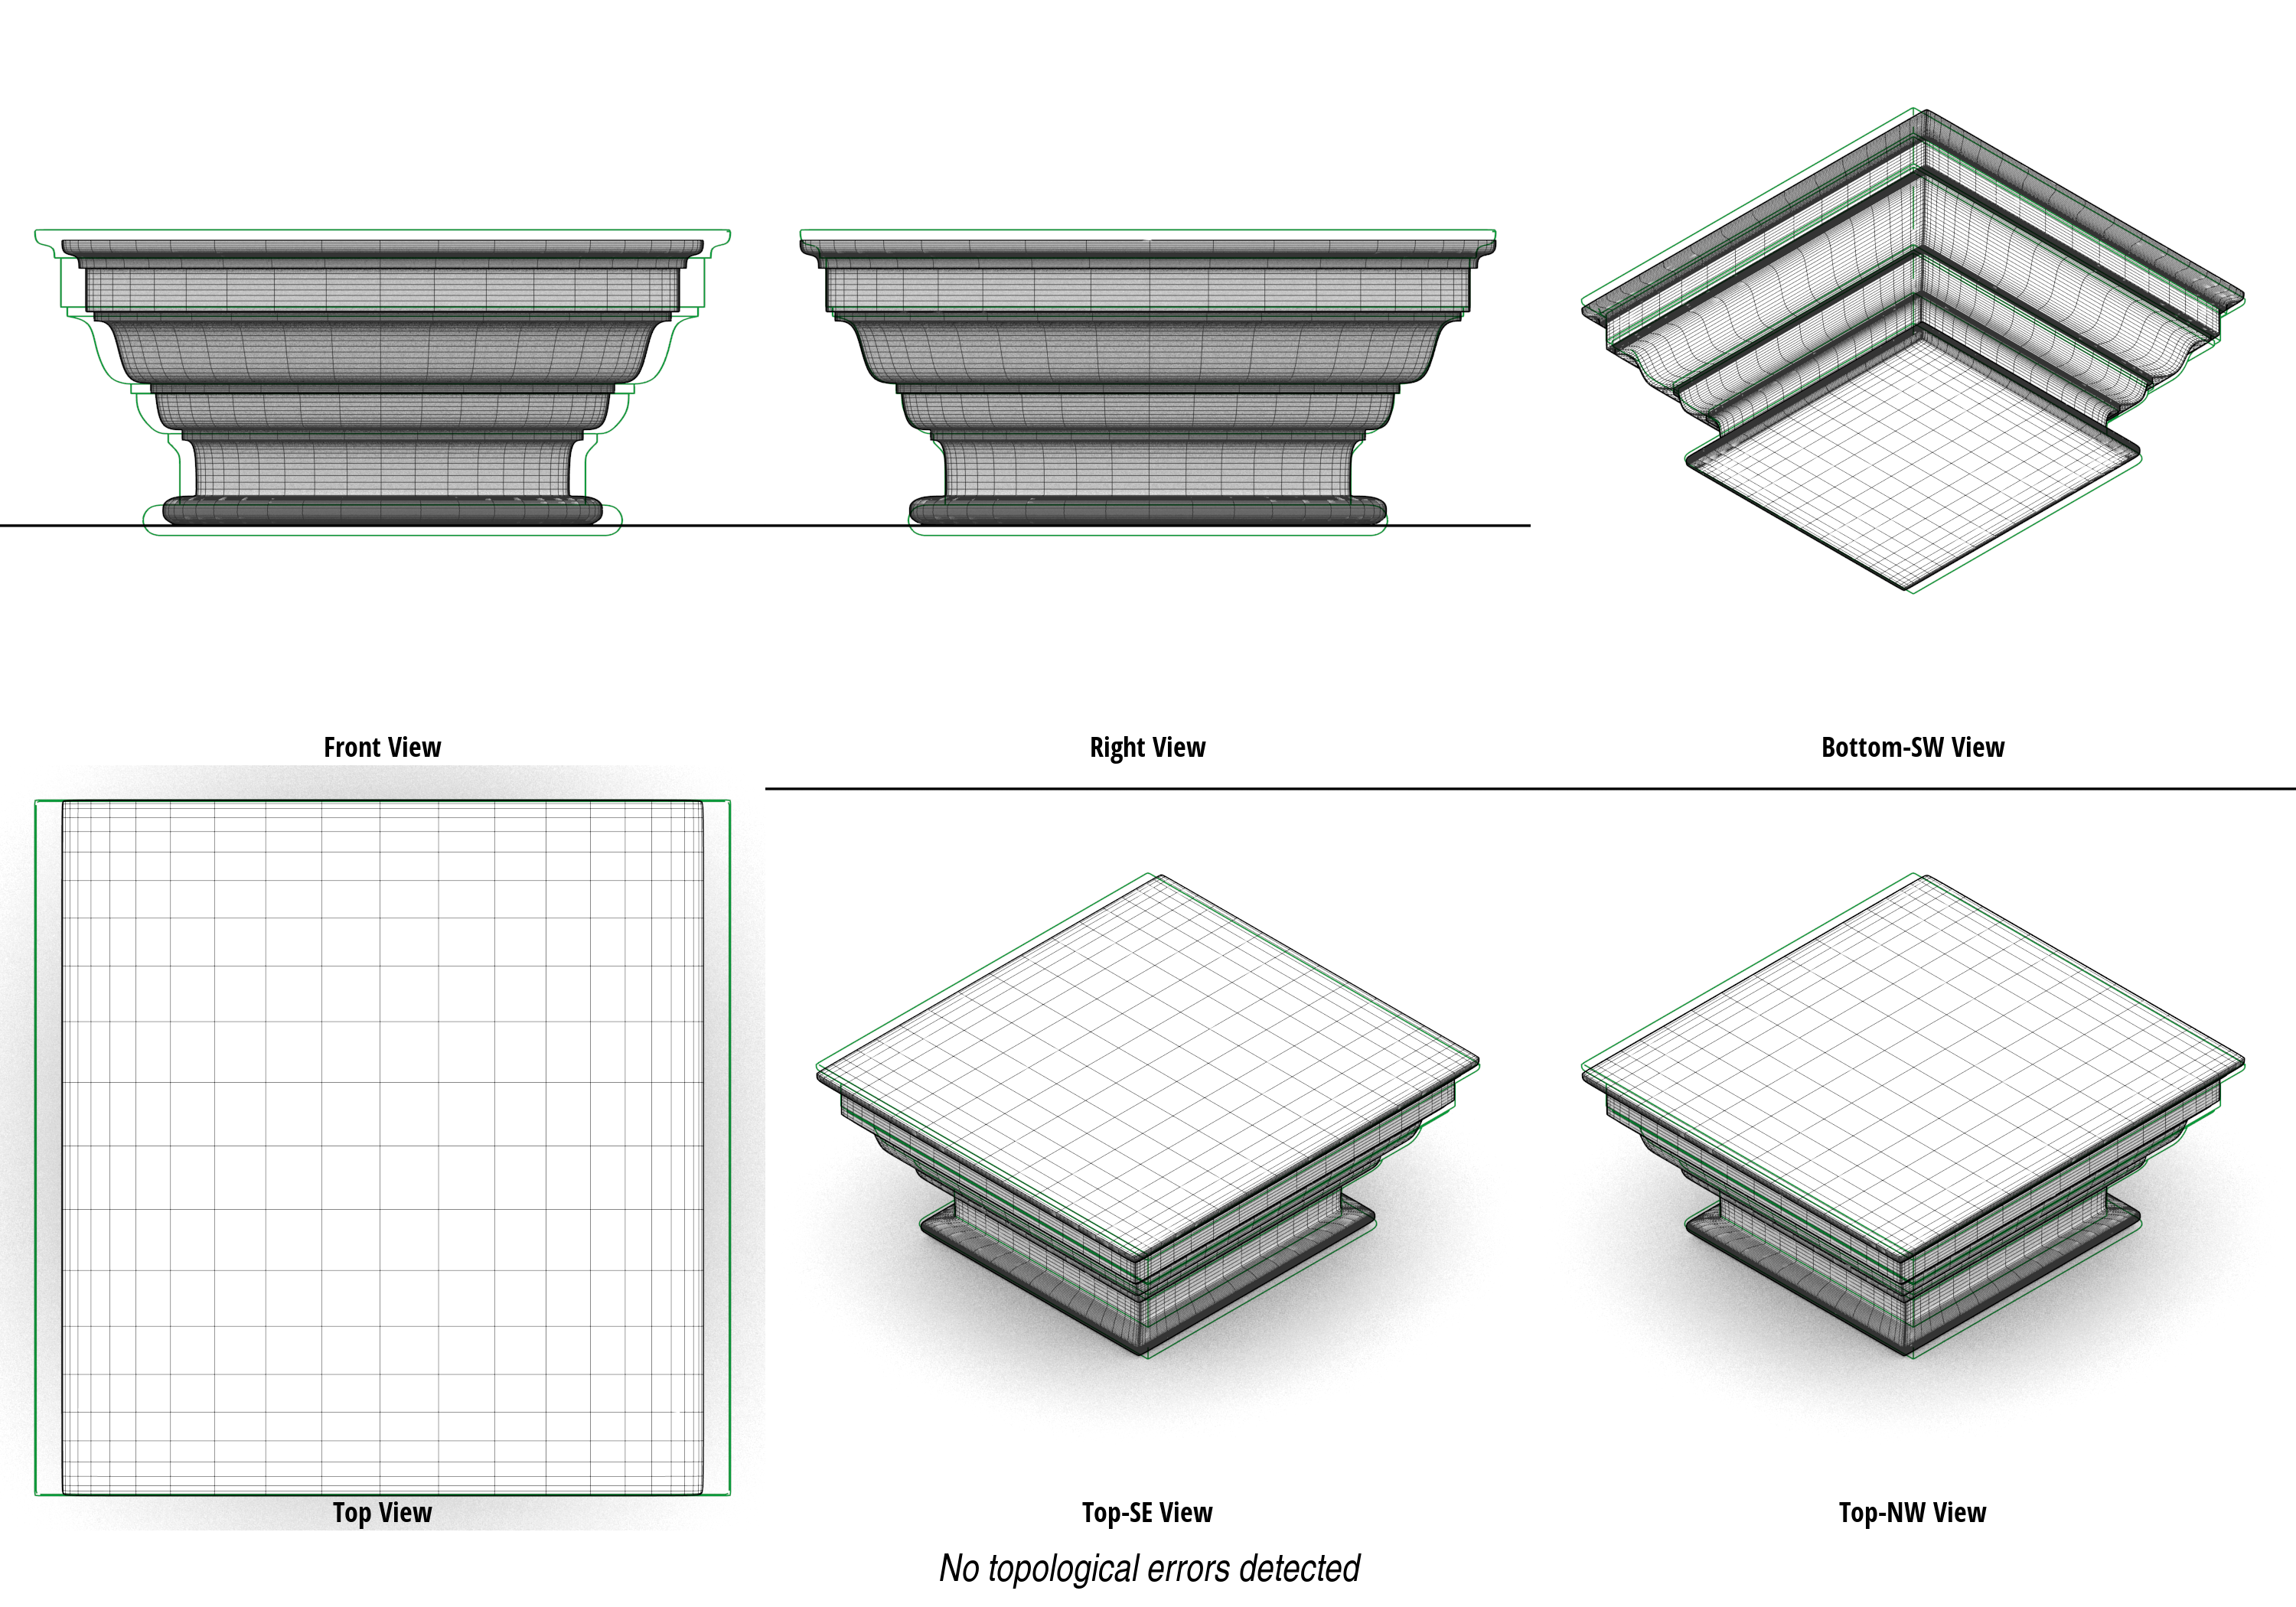 Front View
Right View
Bottom-SW View
Top View
Top-SE View
Top-NW View
No topological errors detected